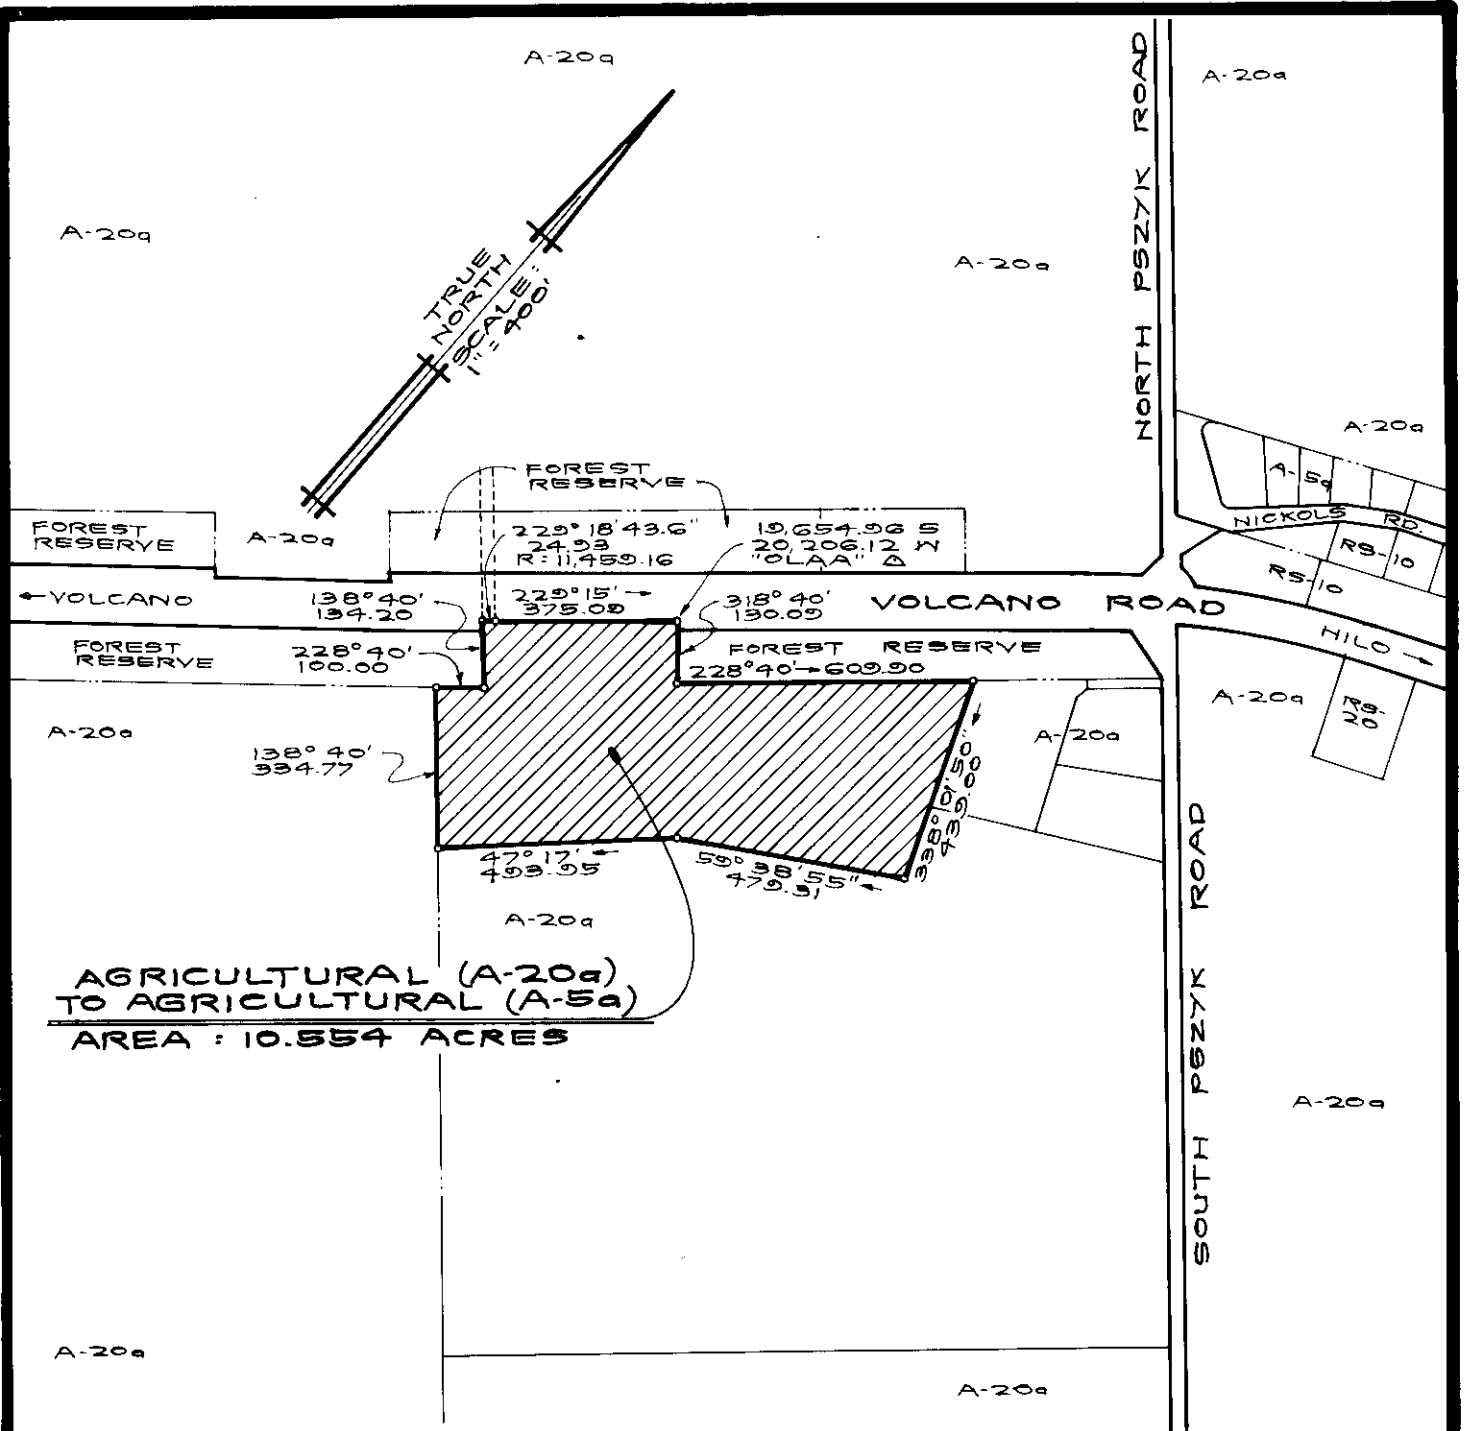 A-20a
A-20a
A-20a
A-20a
TRUE
NORTH
SCALE :
1" = 400'
NORTH PSZYK ROAD
A-20a
A-5a
NICKOLS RD.
RS-10
RS-10
FOREST
RESERVE
FOREST
RESERVE
A-20a
229° 18' 43.6"
24.93
R = 11,459.16
19,654.96 S
20,206.12 W
"OLAA" △
← VOLCANO
138° 40'
134.20
229° 15' →
375.09
318° 40'
130.09
VOLCANO ROAD
HILO →
FOREST
RESERVE
228° 40'
100.00
FOREST RESERVE
228° 40' → 609.90
A-20a
RS-
20
A-20a
138° 40'
334.77
A-20a
338° 01' 50"
439.00
47° 17' ←
493.95
59° 38' 55"
479.31 ←
A-20a
AGRICULTURAL (A-20a)
TO AGRICULTURAL (A-5a)
AREA : 10.554 ACRES
SOUTH PSZYK ROAD
A-20a
A-20a
A-20a